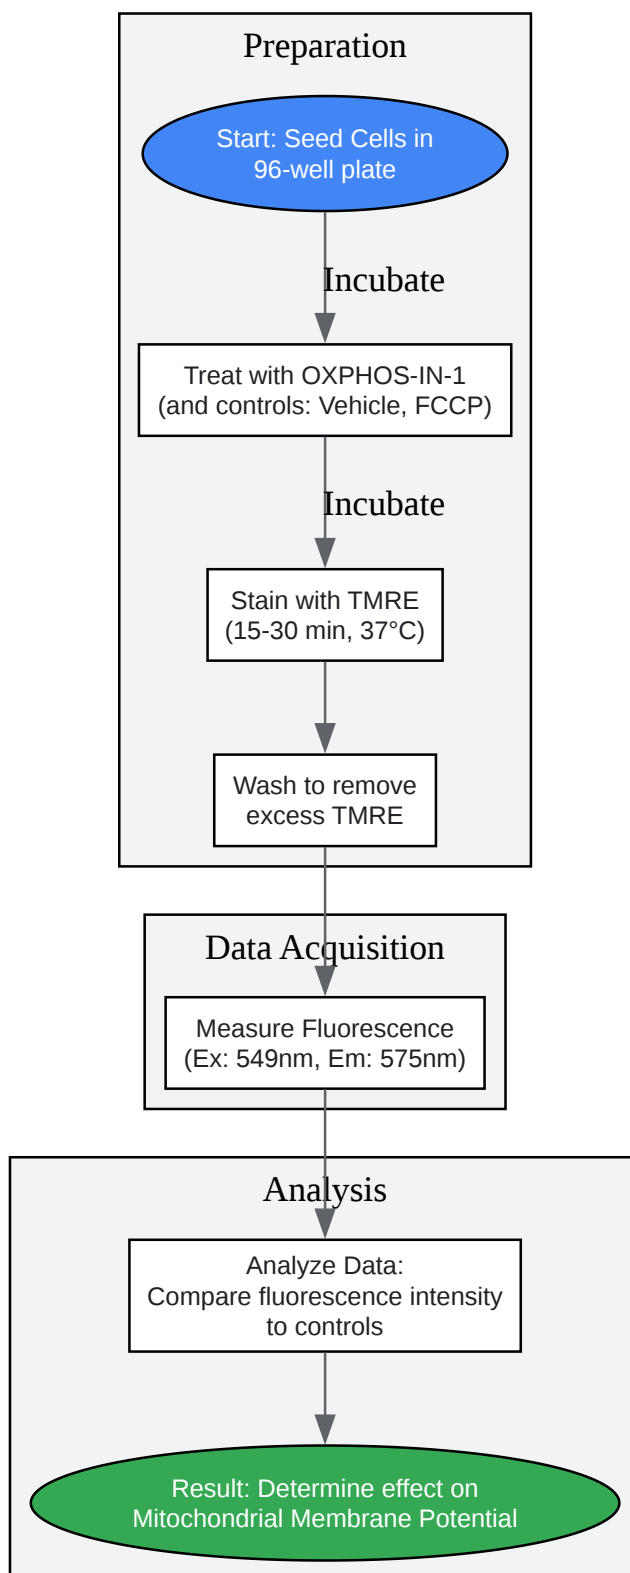 Preparation
Start: Seed Cells in
96-well plate
Incubate
Treat with OXPHOS-IN-1
(and controls: Vehicle, FCCP)
Incubate
Stain with TMRE
(15-30 min, 37°C)
Wash to remove
excess TMRE
Data Acquisition
Measure Fluorescence
(Ex: 549nm, Em: 575nm)
Analysis
Analyze Data:
Compare fluorescence intensity
to controls
Result: Determine effect on
Mitochondrial Membrane Potential